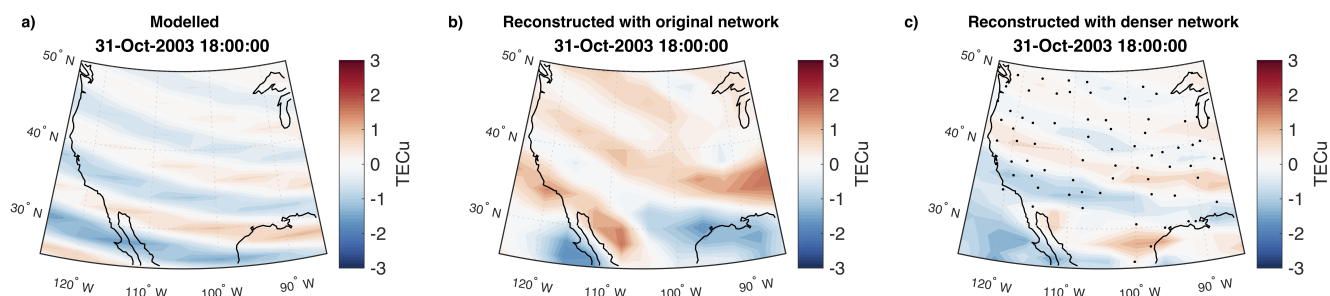 a)
Modelled
31-Oct-2003 18:00:00
50° N
40° N
30° N
120° W
110° W
100° W
90° W
3
2
1
0
-1
-2
-3
TECu
b)
Reconstructed with original network
31-Oct-2003 18:00:00
50° N
40° N
30° N
120° W
110° W
100° W
90° W
3
2
1
0
-1
-2
-3
TECu
c)
Reconstructed with denser network
31-Oct-2003 18:00:00
50° N
40° N
30° N
120° W
110° W
100° W
90° W
3
2
1
0
-1
-2
-3
TECu